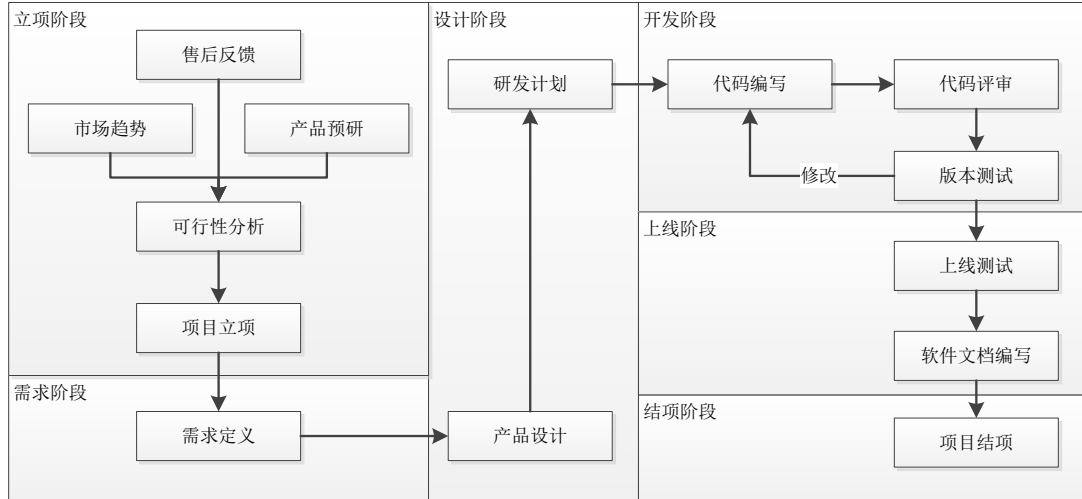 立项阶段
售后反馈
市场趋势
产品预研
可行性分析
项目立项
需求阶段
需求定义
设计阶段
研发计划
产品设计
开发阶段
代码编写
代码评审
修改
版本测试
上线阶段
上线测试
软件文档编写
结项阶段
项目结项